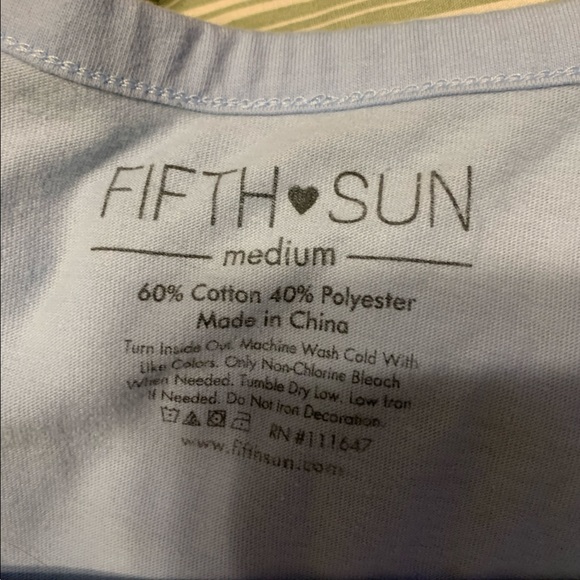 FIFTH♥SUN
medium
60% Cotton 40% Polyester
Made in China
Turn Inside Out. Machine Wash Cold With
Like Colors. Only Non-Chlorine Bleach
When Needed. Tumble Dry Low. Low Iron
If Needed. Do Not Iron Decoration.
RN #111647
www.fifthsun.com